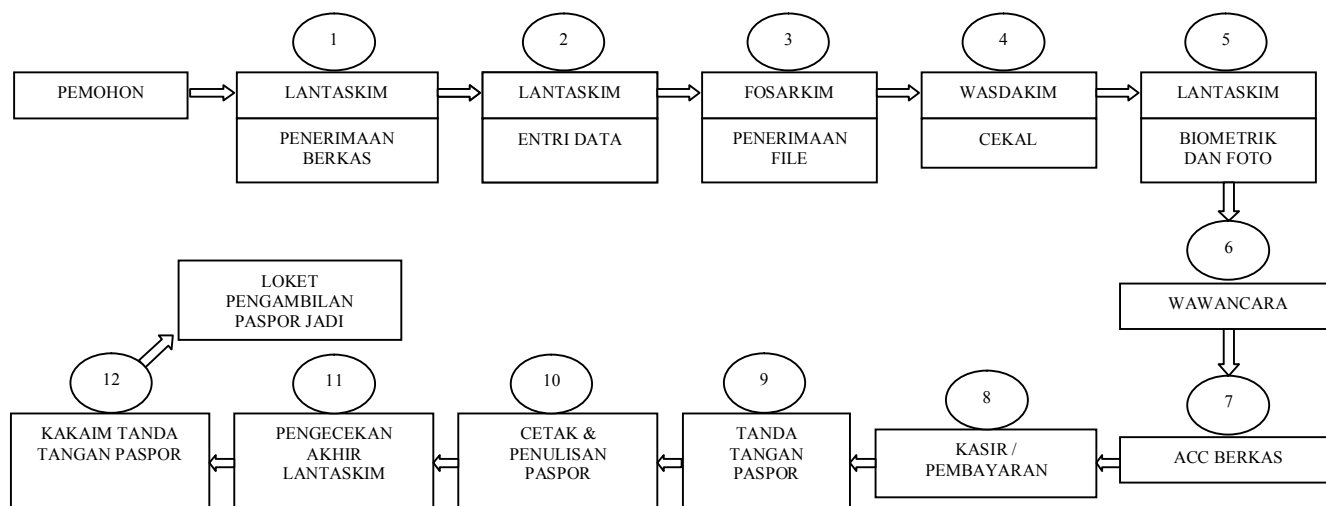 1
2
3
4
5
PEMOHON
LANTASKIM
LANTASKIM
FOSARKIM
WASDAKIM
LANTASKIM
PENERIMAAN
BERKAS
ENTRI DATA
PENERIMAAN
FILE
CEKAL
BIOMETRIK
DAN FOTO
6
WAWANCARA
7
ACC BERKAS
8
KASIR /
PEMBAYARAN
9
TANDA
TANGAN
PASPOR
10
CETAK &
PENULISAN
PASPOR
11
PENGECEKAN
AKHIR
LANTASKIM
12
KAKAIM TANDA
TANGAN PASPOR
LOKET
PENGAMBILAN
PASPOR JADI